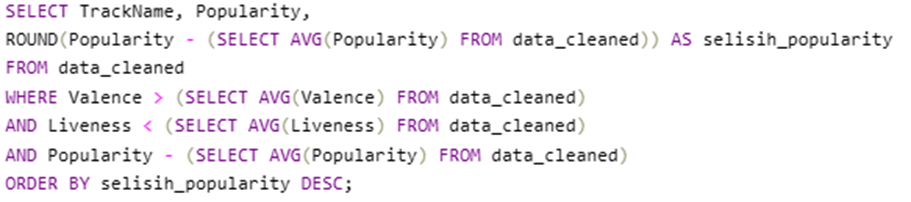 SELECT TrackName, Popularity,
ROUND(Popularity - (SELECT AVG(Popularity) FROM data_cleaned)) AS selisih_popularity
FROM data_cleaned
WHERE Valence > (SELECT AVG(Valence) FROM data_cleaned)
AND Liveness < (SELECT AVG(Liveness) FROM data_cleaned)
AND Popularity - (SELECT AVG(Popularity) FROM data_cleaned)
ORDER BY selisih_popularity DESC;